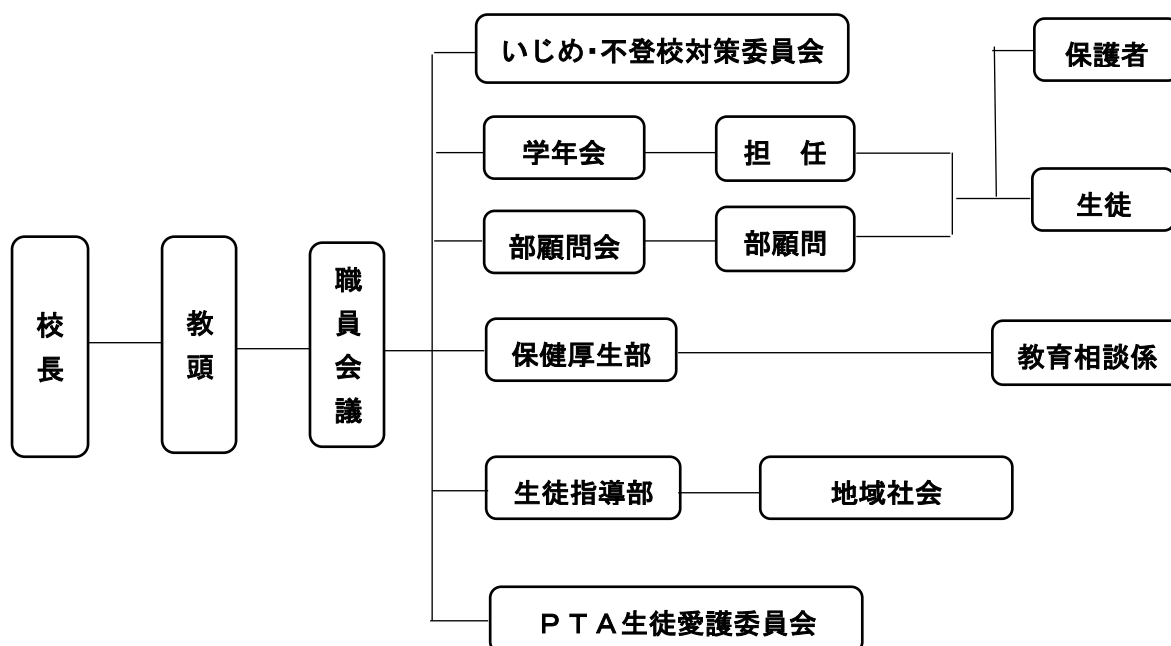 いじめ・不登校対策委員会
保護者
学年会
担　任
生徒
部顧問会
部顧問
校長
教頭
職員会議
保健厚生部
教育相談係
生徒指導部
地域社会
ＰＴＡ生徒愛護委員会